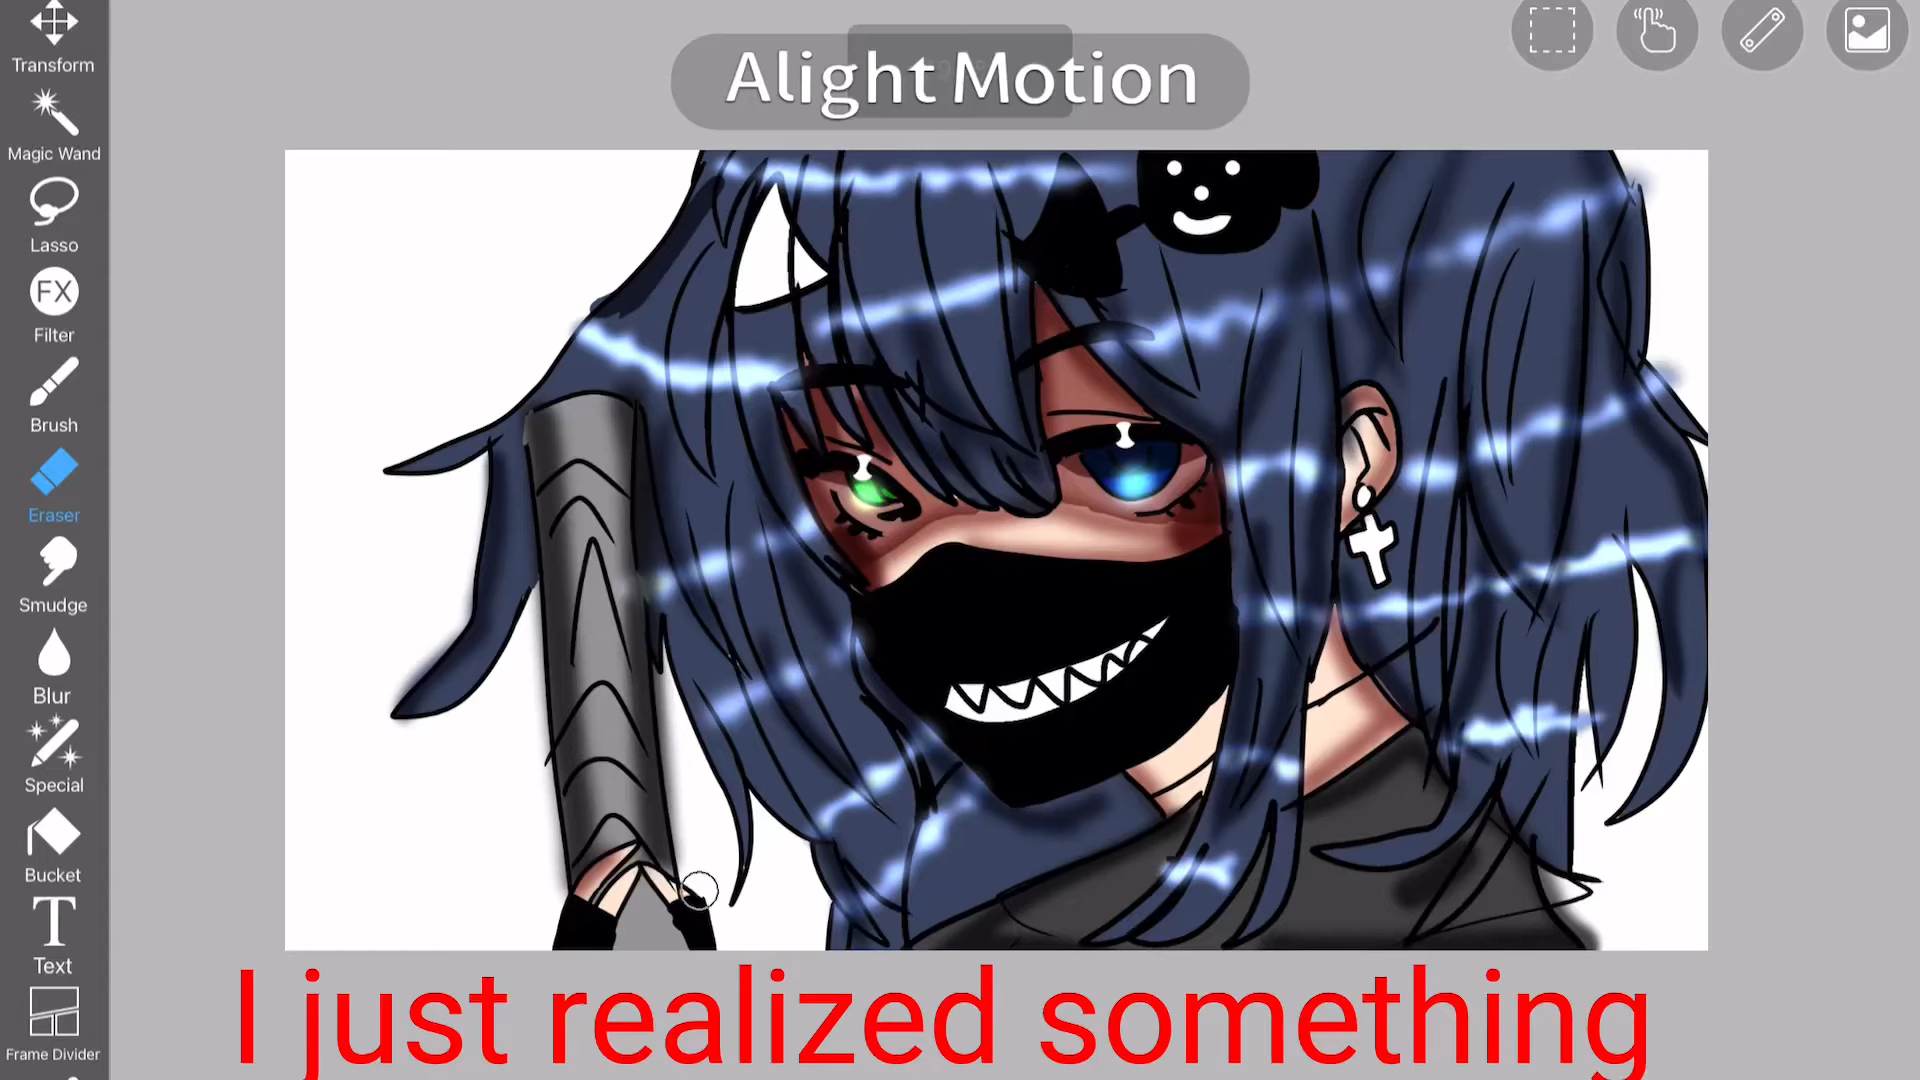 Alight Motion
Transform
Magic Wand
Lasso
FX
Filter
Brush
Eraser
Smudge
Blur
Special
Bucket
T
Text
Frame Divider
I just realized something